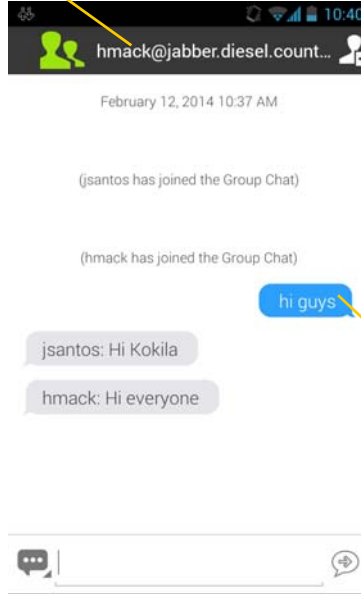 10:40
hmack@jabber.diesel.count...
February 12, 2014 10:37 AM
(jsantos has joined the Group Chat)
(hmack has joined the Group Chat)
hi guys
jsantos: Hi Kokila
hmack: Hi everyone